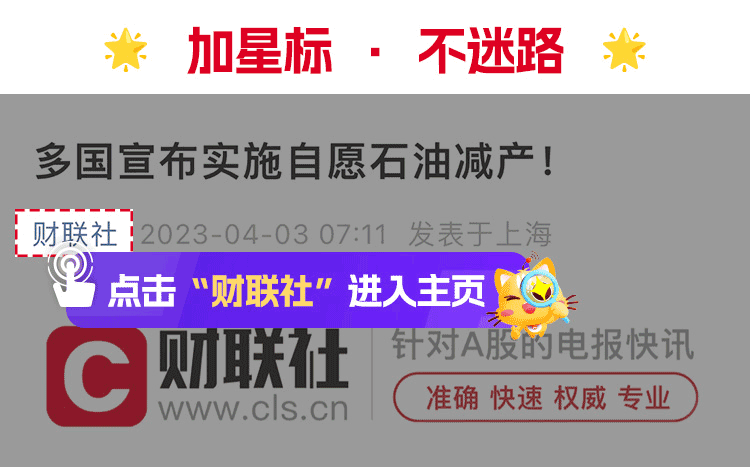 加星标 · 不迷路
多国宣布实施自愿石油减产！
财联社 2023-04-03 07:11 发表于上海
点击“财联社”进入主页
C 财联社
www.cls.cn
针对A股的电报快讯
准确 快速 权威 专业